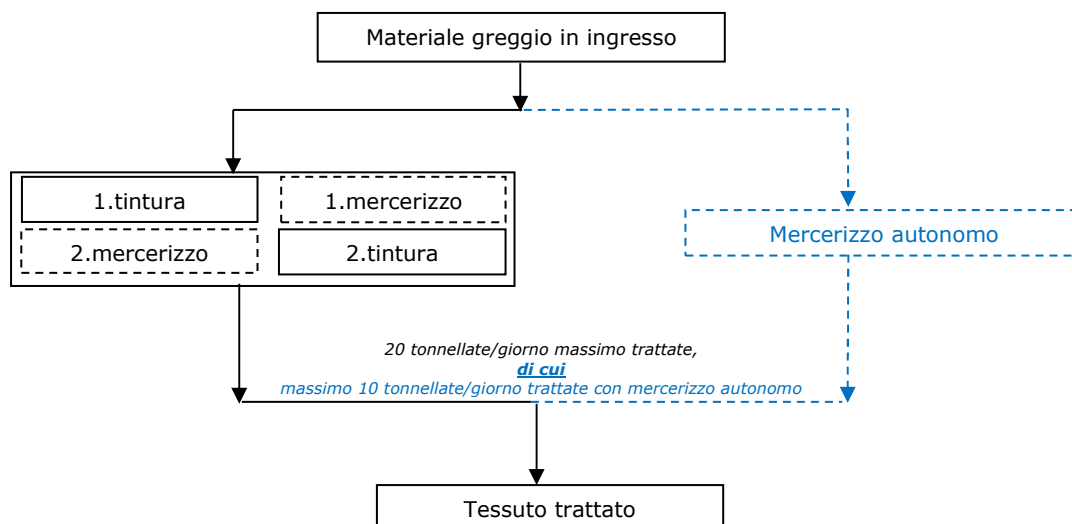 Materiale greggio in ingresso
1.tintura
1.mercerizzo
2.mercerizzo
2.tintura
Mercerizzo autonomo
20 tonnellate/giorno massimo trattate,
di cui
massimo 10 tonnellate/giorno trattate con mercerizzo autonomo
Tessuto trattato